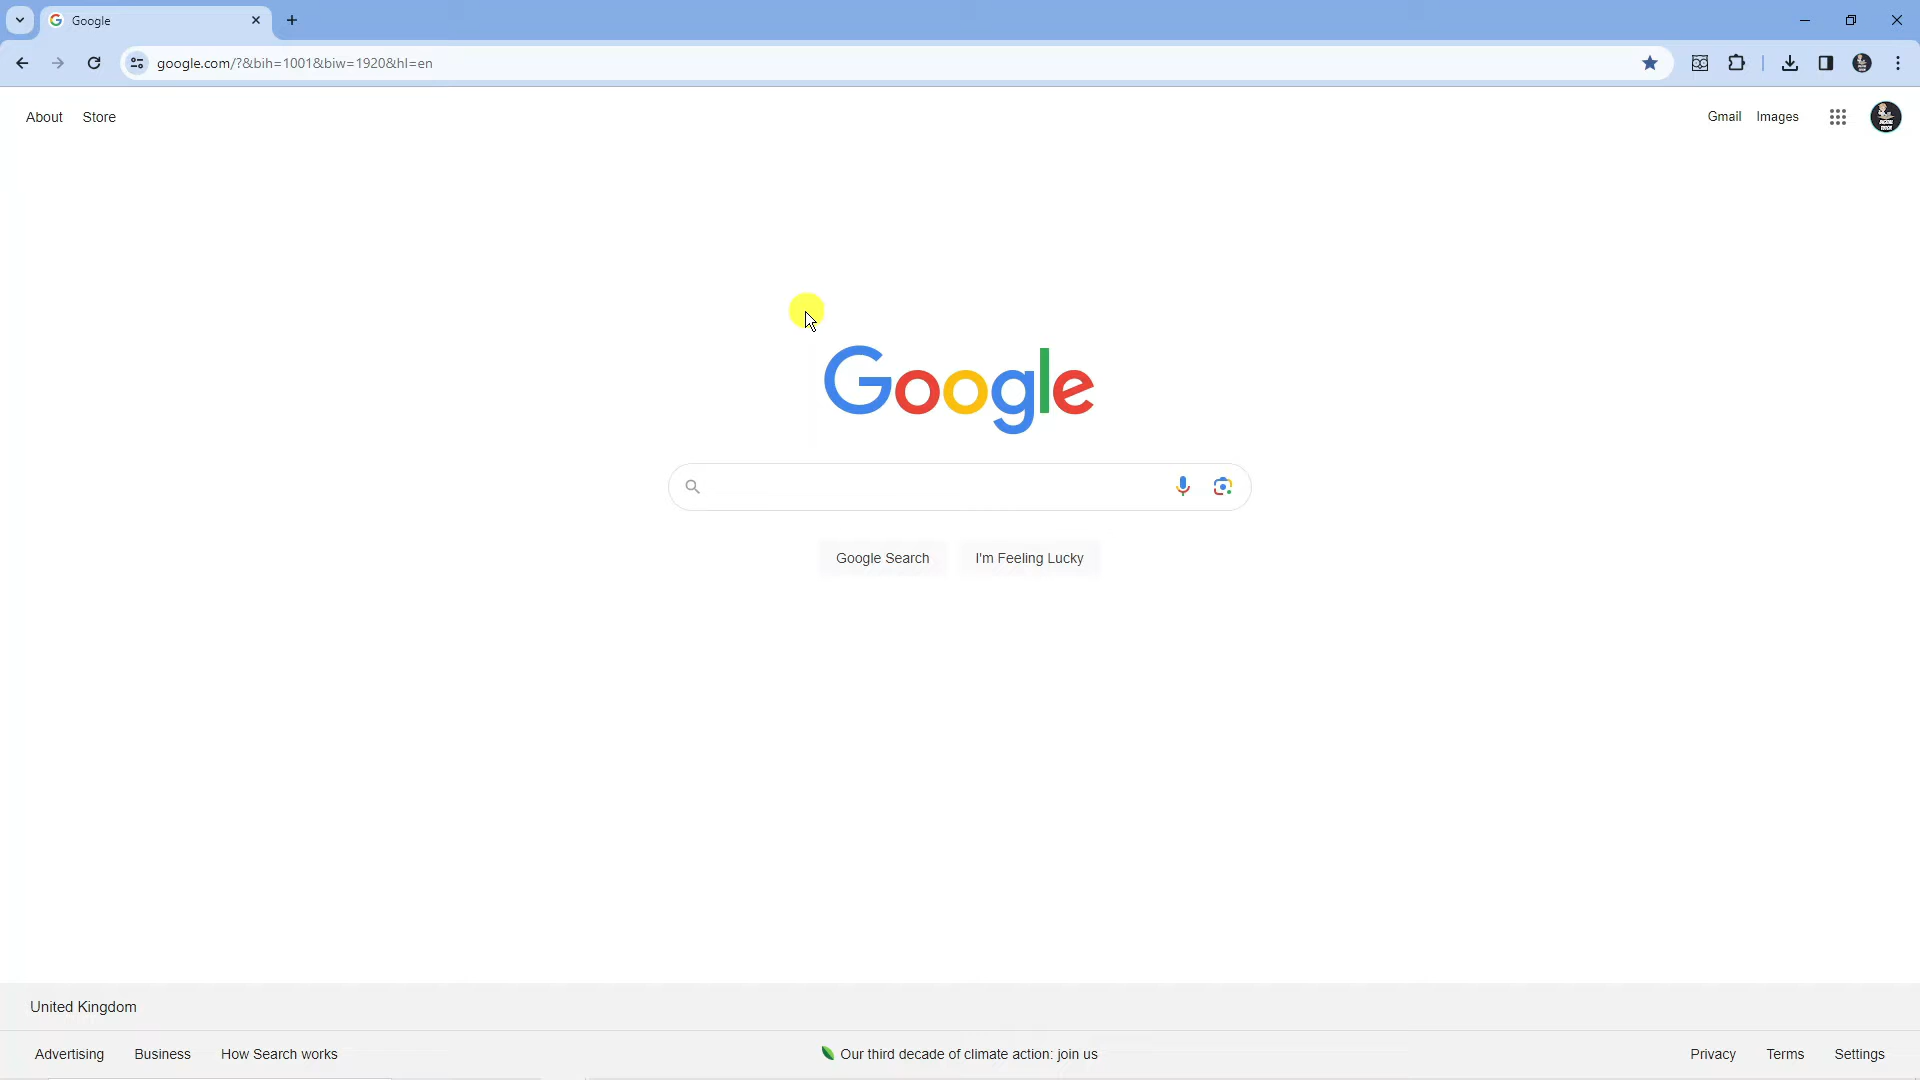 Google
google.com/?&bih=1001&biw=1920&hl=en
About Store
Gmail Images
Google
Google Search I'm Feeling Lucky
United Kingdom
Advertising Business How Search works
Our third decade of climate action: join us
Privacy Terms Settings